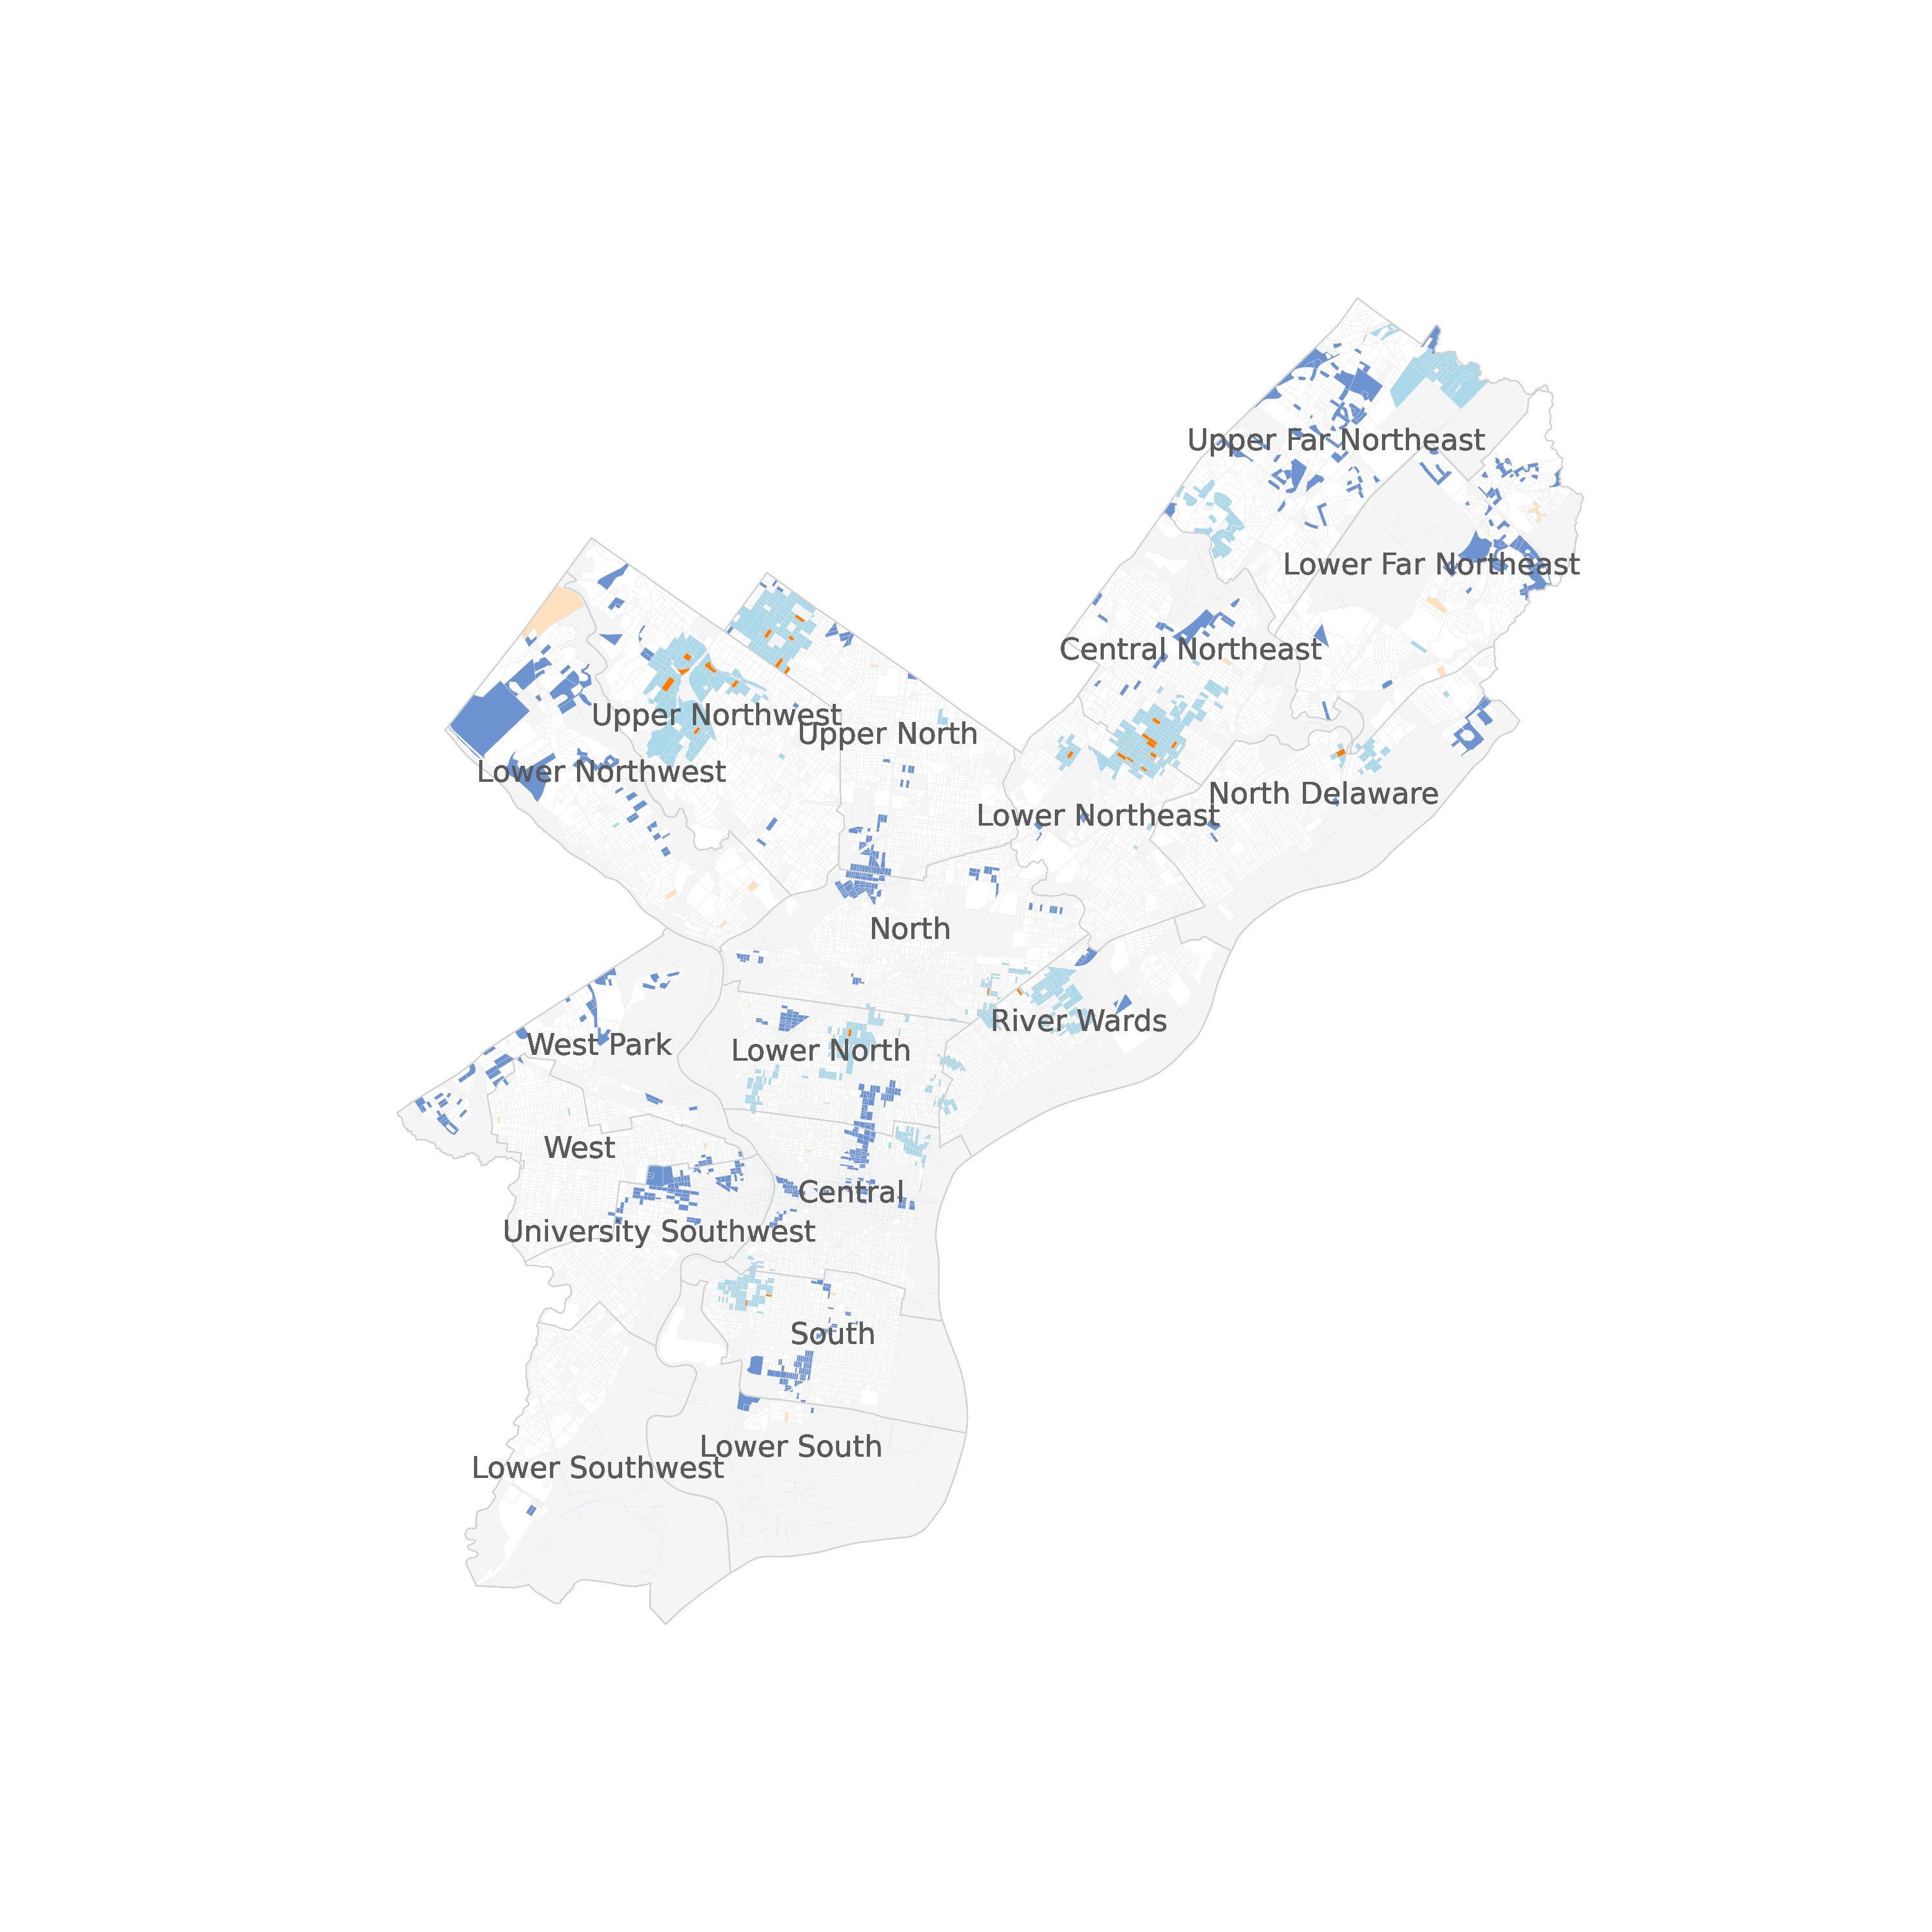 Upper Far Northeast
Lower Far Northeast
Central Northeast
Upper Northwest
Upper North
Lower Northwest
North Delaware
Lower Northeast
North
River Wards
West Park
Lower North
West
Central
University Southwest
South
Lower South
Lower Southwest